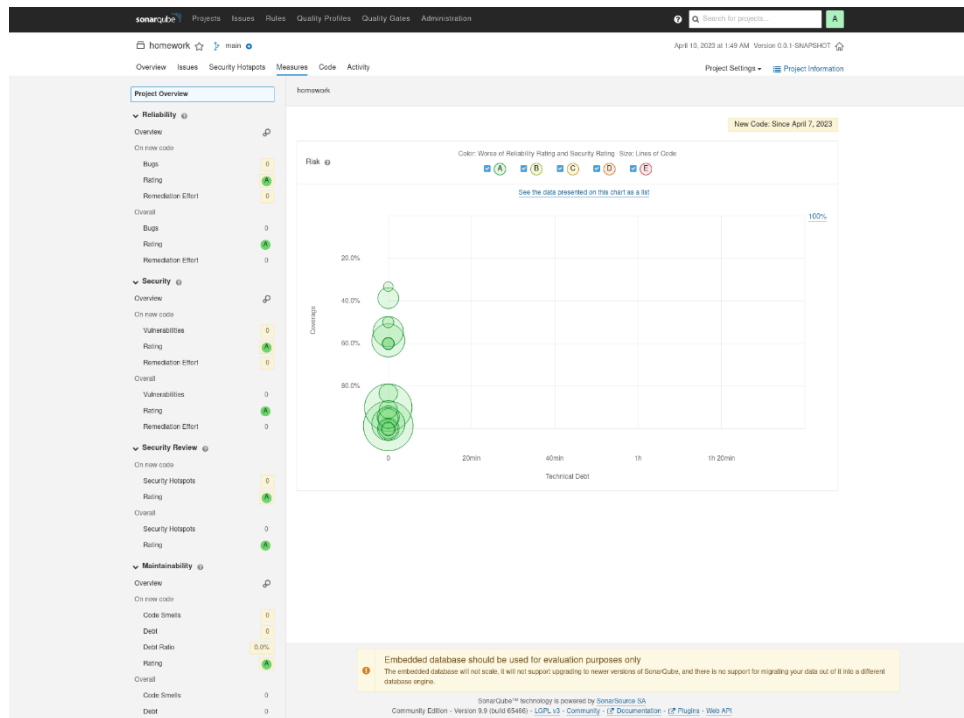 sonarqube Projects Issues Rules Quality Profiles Quality Gates Administration ? Search for projects... A
homework main April 10, 2023 at 1:49 AM Version 0.0.1-SNAPSHOT
Overview Issues Security Hotspots Measures Code Activity Project Settings Project Information
Project Overview
Reliability ?
Overview
On new code
Bugs 0
Rating A
Remediation Effort 0
Overall
Bugs 0
Rating A
Remediation Effort 0
Security ?
Overview
On new code
Vulnerabilities 0
Rating A
Remediation Effort 0
Overall
Vulnerabilities 0
Rating A
Remediation Effort 0
Security Review ?
On new code
Security Hotspots 0
Rating A
Overall
Security Hotspots 0
Rating A
Maintainability ?
Overview
On new code
Code Smells 0
Debt 0
Debt Ratio 0.0%
Rating A
Overall
Code Smells 0
Debt 0
homework
New Code: Since April 7, 2023
Risk ?
Color: Worse of Reliability Rating and Security Rating Size: Lines of Code
A B C D E
See the data presented on this chart as a list
100%
20.0%
40.0%
60.0%
80.0%
Coverage
0 20min 40min 1h 1h 20min
Technical Debt
Embedded database should be used for evaluation purposes only
The embedded database will not scale, it will not support upgrading to newer versions of SonarQube, and there is no support for migrating your data out of it into a different
database engine.
SonarQube™ technology is powered by SonarSource SA
Community Edition - Version 9.9 (build 65466) - LGPL v3 - Community - Documentation - Plugins - Web API